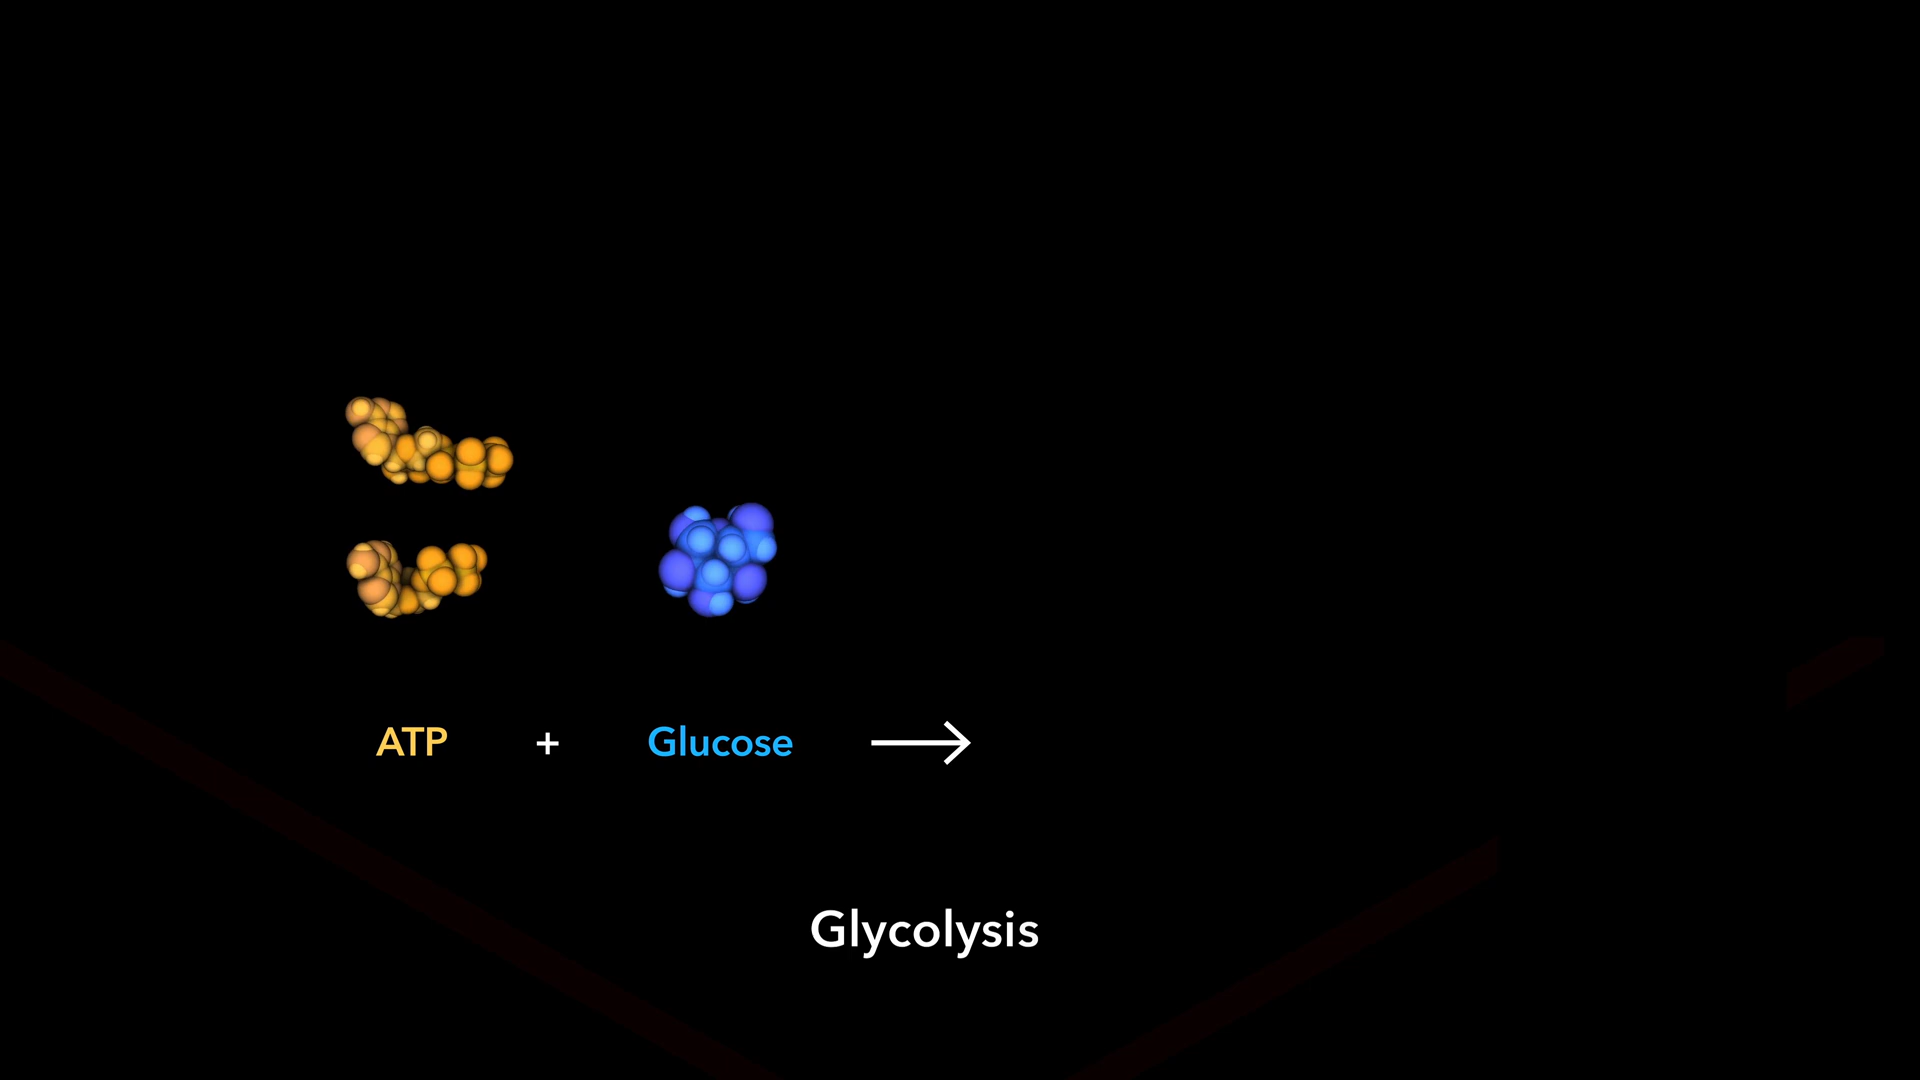 ATP + Glucose →
Glycolysis